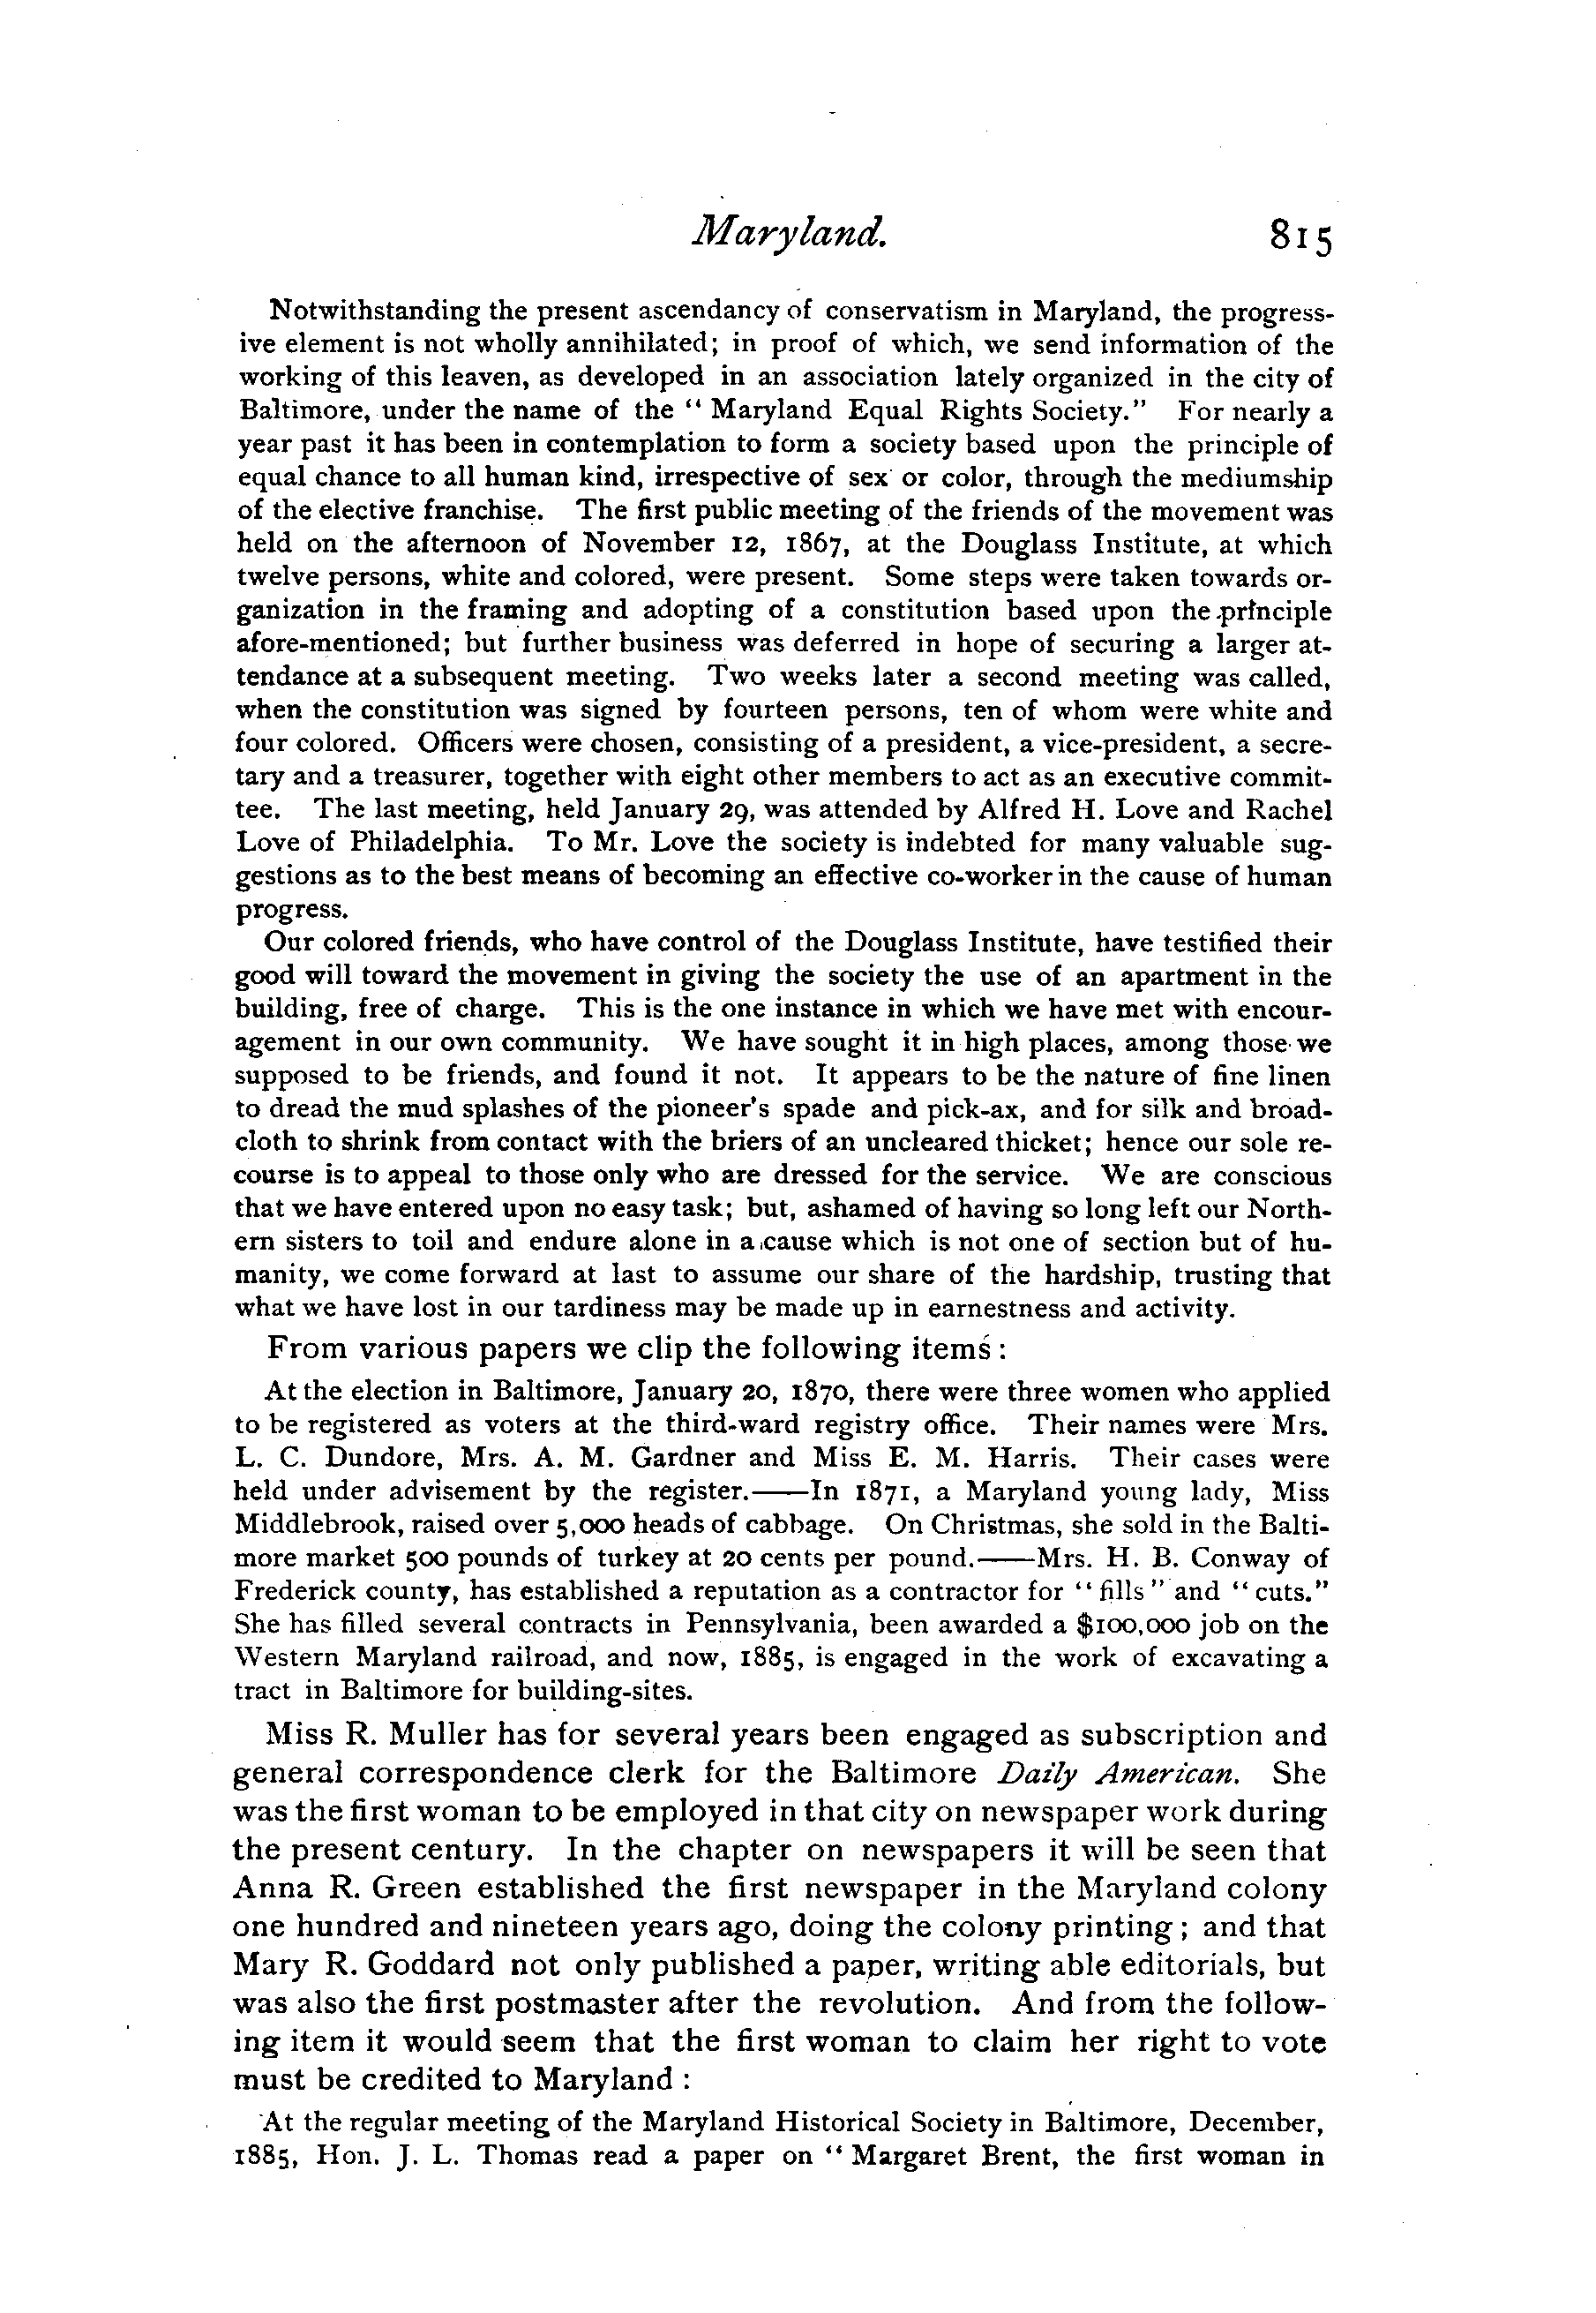 Maryland. 815
Notwithstanding the present ascendancy of conservatism in Maryland, the progress-
ive element is not wholly annihilated; in proof of which, we send information of the
working of this leaven, as developed in an association lately organized in the city of
Baltimore, under the name of the "Maryland Equal Rights Society." For nearly a
year past it has been in contemplation to form a society based upon the principle of
equal chance to all human kind, irrespective of sex or color, through the mediumship
of the elective franchise. The first public meeting of the friends of the movement was
held on the afternoon of November 12, 1867, at the Douglass Institute, at which
twelve persons, white and colored, were present. Some steps were taken towards or-
ganization in the framing and adopting of a constitution based upon the principle
afore-mentioned; but further business was deferred in hope of securing a larger at-
tendance at a subsequent meeting. Two weeks later a second meeting was called,
when the constitution was signed by fourteen persons, ten of whom were white and
four colored. Officers were chosen, consisting of a president, a vice-president, a secre-
tary and a treasurer, together with eight other members to act as an executive commit-
tee. The last meeting, held January 29, was attended by Alfred H. Love and Rachel
Love of Philadelphia. To Mr. Love the society is indebted for many valuable sug-
gestions as to the best means of becoming an effective co-worker in the cause of human
progress.
Our colored friends, who have control of the Douglass Institute, have testified their
good will toward the movement in giving the society the use of an apartment in the
building, free of charge. This is the one instance in which we have met with encour-
agement in our own community. We have sought it in high places, among those we
supposed to be friends, and found it not. It appears to be the nature of fine linen
to dread the mud splashes of the pioneer's spade and pick-ax, and for silk and broad-
cloth to shrink from contact with the briers of an uncleared thicket; hence our sole re-
course is to appeal to those only who are dressed for the service. We are conscious
that we have entered upon no easy task; but, ashamed of having so long left our North-
ern sisters to toil and endure alone in a cause which is not one of section but of hu-
manity, we come forward at last to assume our share of the hardship, trusting that
what we have lost in our tardiness may be made up in earnestness and activity.
From various papers we clip the following items:
At the election in Baltimore, January 20, 1870, there were three women who applied
to be registered as voters at the third-ward registry office. Their names were Mrs.
L. C. Dundore, Mrs. A. M. Gardner and Miss E. M. Harris. Their cases were
held under advisement by the register.——In 1871, a Maryland young lady, Miss
Middlebrook, raised over 5,000 heads of cabbage. On Christmas, she sold in the Balti-
more market 500 pounds of turkey at 20 cents per pound.——Mrs. H. B. Conway of
Frederick county, has established a reputation as a contractor for "fills" and "cuts."
She has filled several contracts in Pennsylvania, been awarded a $100,000 job on the
Western Maryland railroad, and now, 1885, is engaged in the work of excavating a
tract in Baltimore for building-sites.
Miss R. Muller has for several years been engaged as subscription and
general correspondence clerk for the Baltimore Daily American. She
was the first woman to be employed in that city on newspaper work during
the present century. In the chapter on newspapers it will be seen that
Anna R. Green established the first newspaper in the Maryland colony
one hundred and nineteen years ago, doing the colony printing; and that
Mary R. Goddard not only published a paper, writing able editorials, but
was also the first postmaster after the revolution. And from the follow-
ing item it would seem that the first woman to claim her right to vote
must be credited to Maryland:
At the regular meeting of the Maryland Historical Society in Baltimore, December,
1885, Hon. J. L. Thomas read a paper on "Margaret Brent, the first woman in